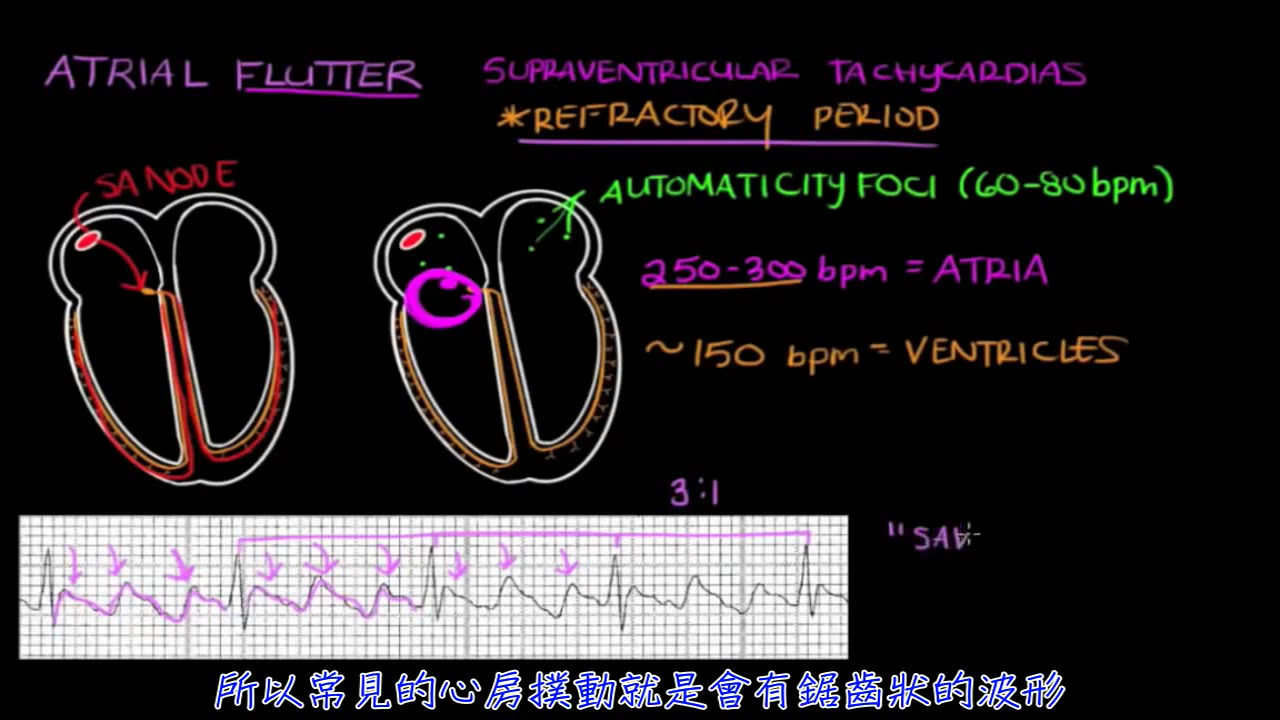 ATRIAL FLUTTER
SUPRAVENTRICULAR TACHYCARDIAS
*REFRACTORY PERIOD
SA NODE
AUTOMATICITY FOCI (60-80bpm)
250-300 bpm = ATRIA
~150 bpm = VENTRICLES
3:1
"SAW
所以常見的心房撲動就是會有鋸齒狀的波形